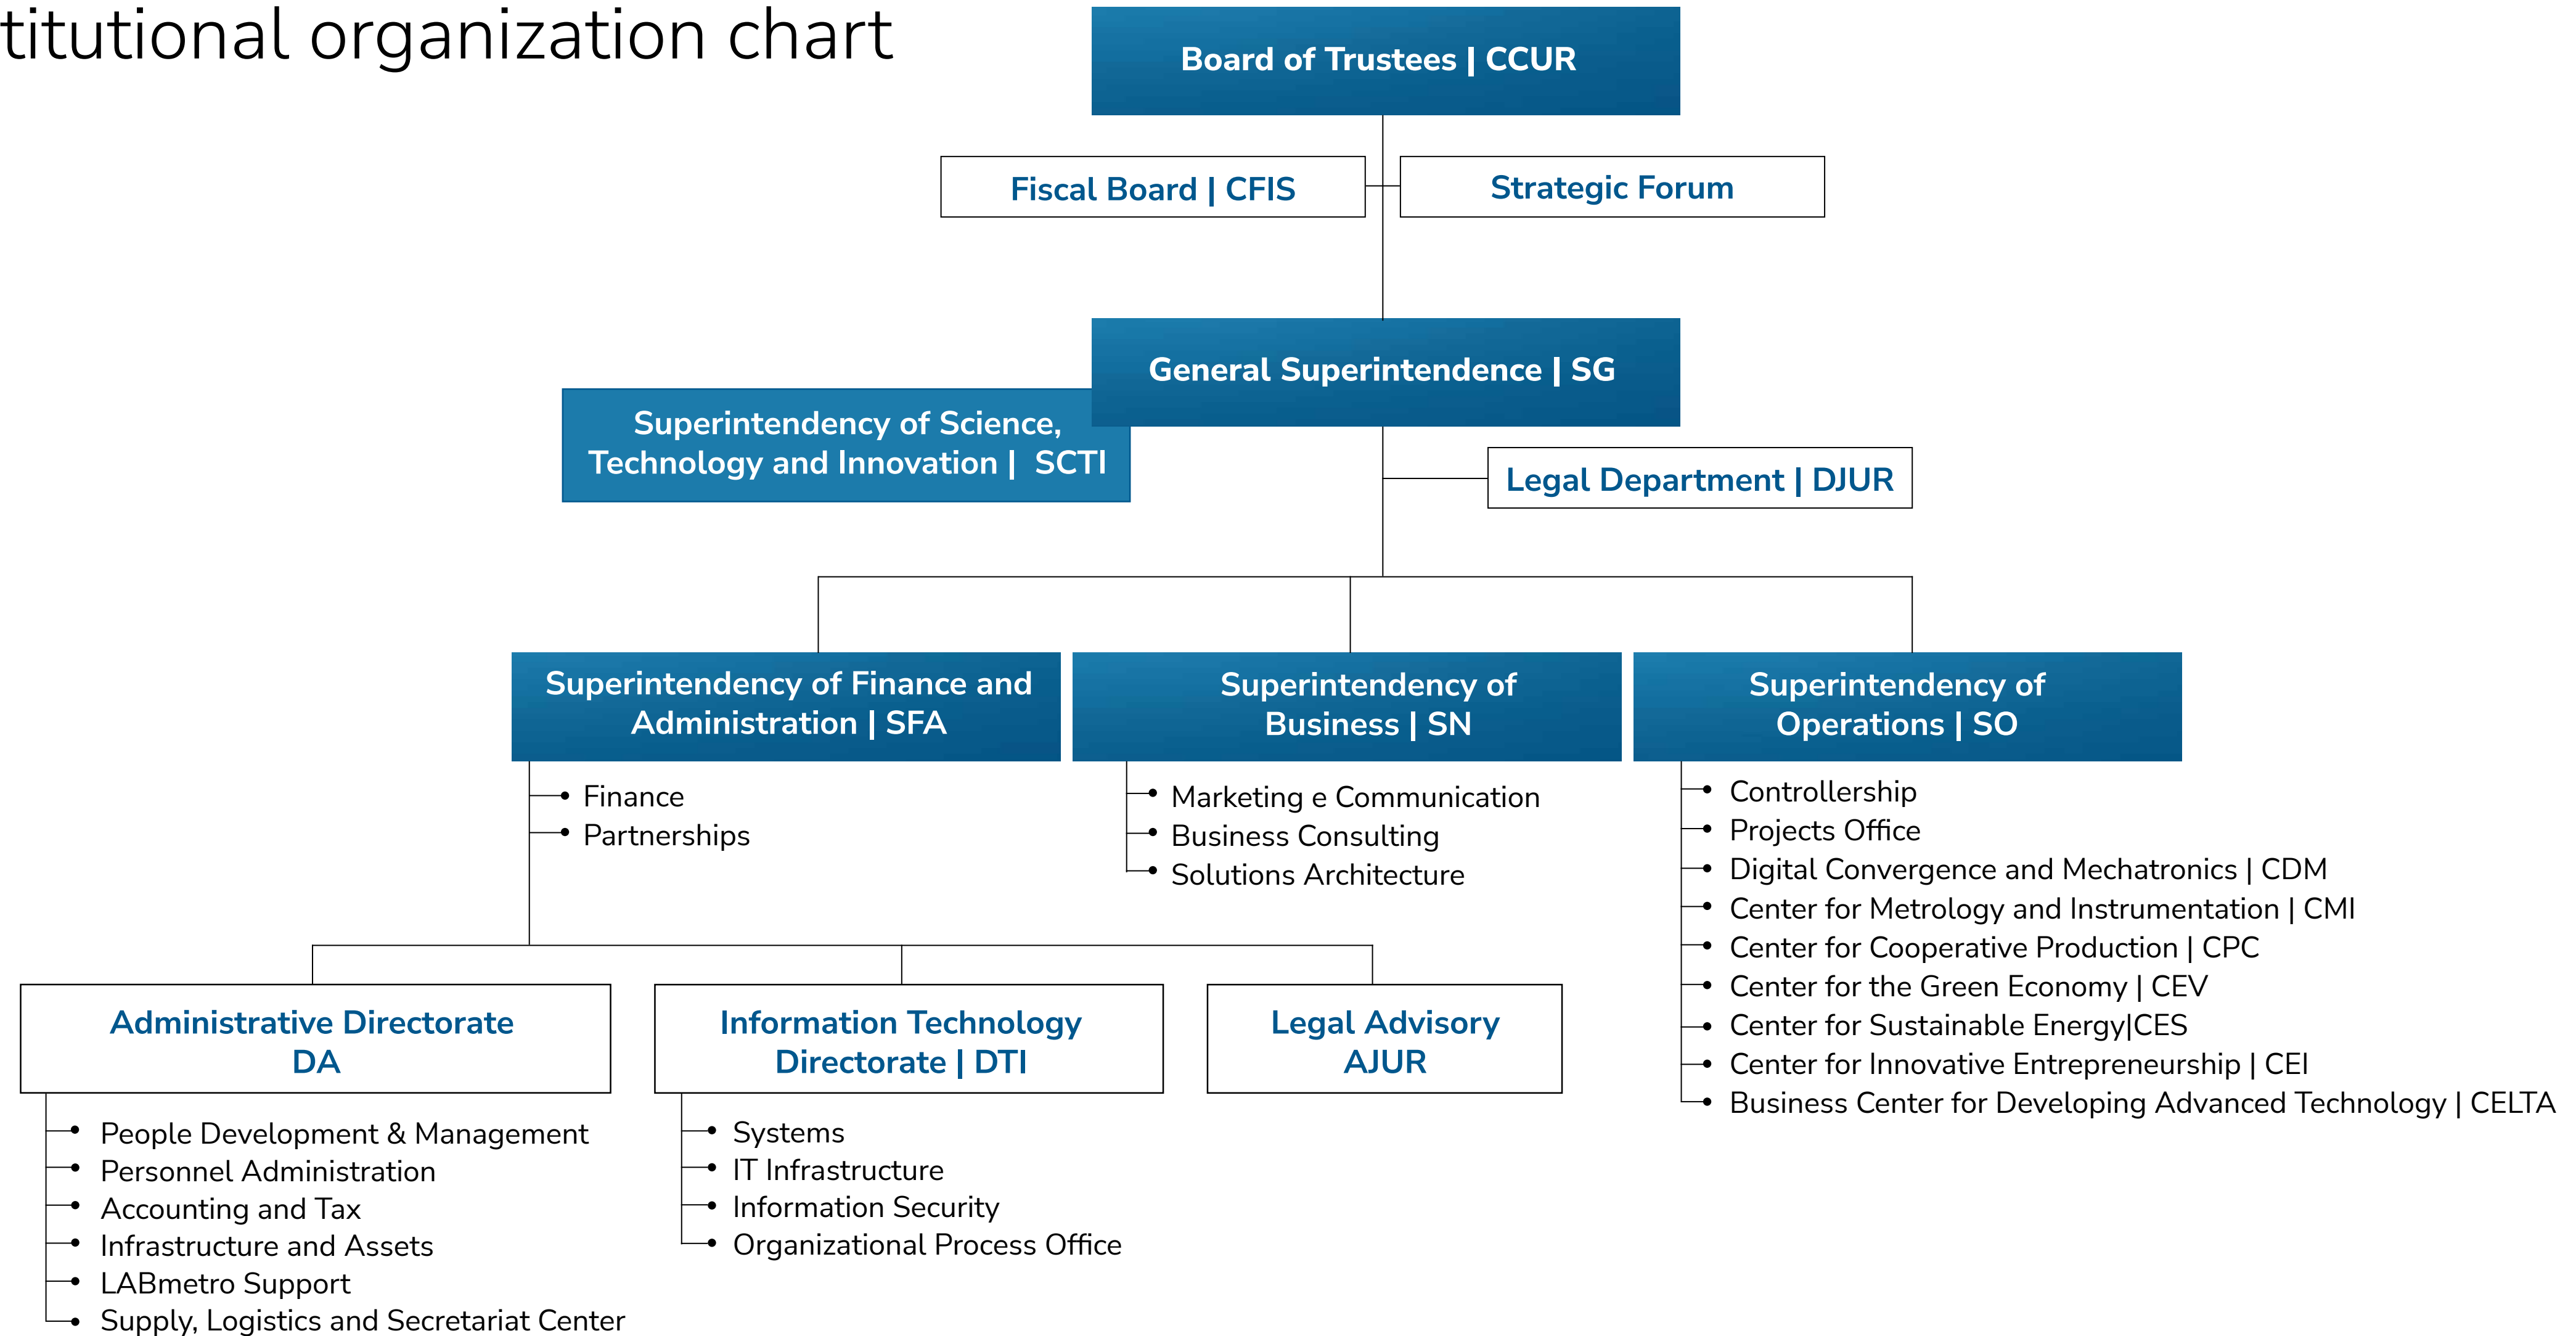 titutional organization chart
Board of Trustees | CCUR
Fiscal Board | CFIS
Strategic Forum
General Superintendence | SG
Superintendency of Science,
Technology and Innovation | SCTI
Legal Department | DJUR
Superintendency of Finance and
Administration | SFA
Finance
Partnerships
Superintendency of
Business | SN
Marketing e Communication
Business Consulting
Solutions Architecture
Superintendency of
Operations | SO
Controllership
Projects Office
Digital Convergence and Mechatronics | CDM
Center for Metrology and Instrumentation | CMI
Center for Cooperative Production | CPC
Center for the Green Economy | CEV
Center for Sustainable Energy|CES
Center for Innovative Entrepreneurship | CEI
Business Center for Developing Advanced Technology | CELTA
Administrative Directorate
DA
People Development & Management
Personnel Administration
Accounting and Tax
Infrastructure and Assets
LABmetro Support
Supply, Logistics and Secretariat Center
Information Technology
Directorate | DTI
Systems
IT Infrastructure
Information Security
Organizational Process Office
Legal Advisory
AJUR